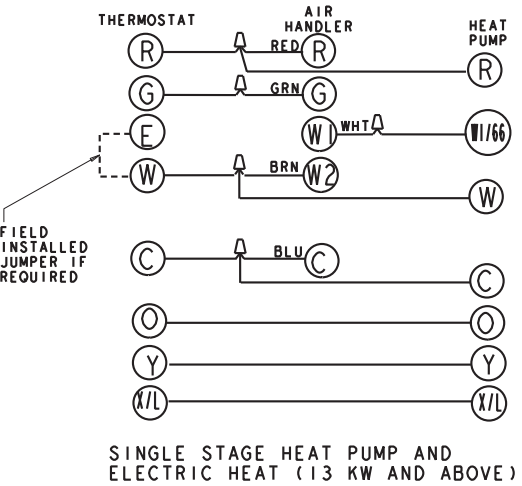 THERMOSTAT
AIR
HANDLER
HEAT
PUMP
R RED R
R
G GRN G
E W1 WHT W1/66
W BRN W2
W
FIELD
INSTALLED
JUMPER IF
REQUIRED
C BLU C
C
O O
Y Y
X/L X/L
SINGLE STAGE HEAT PUMP AND
ELECTRIC HEAT (13 KW AND ABOVE)